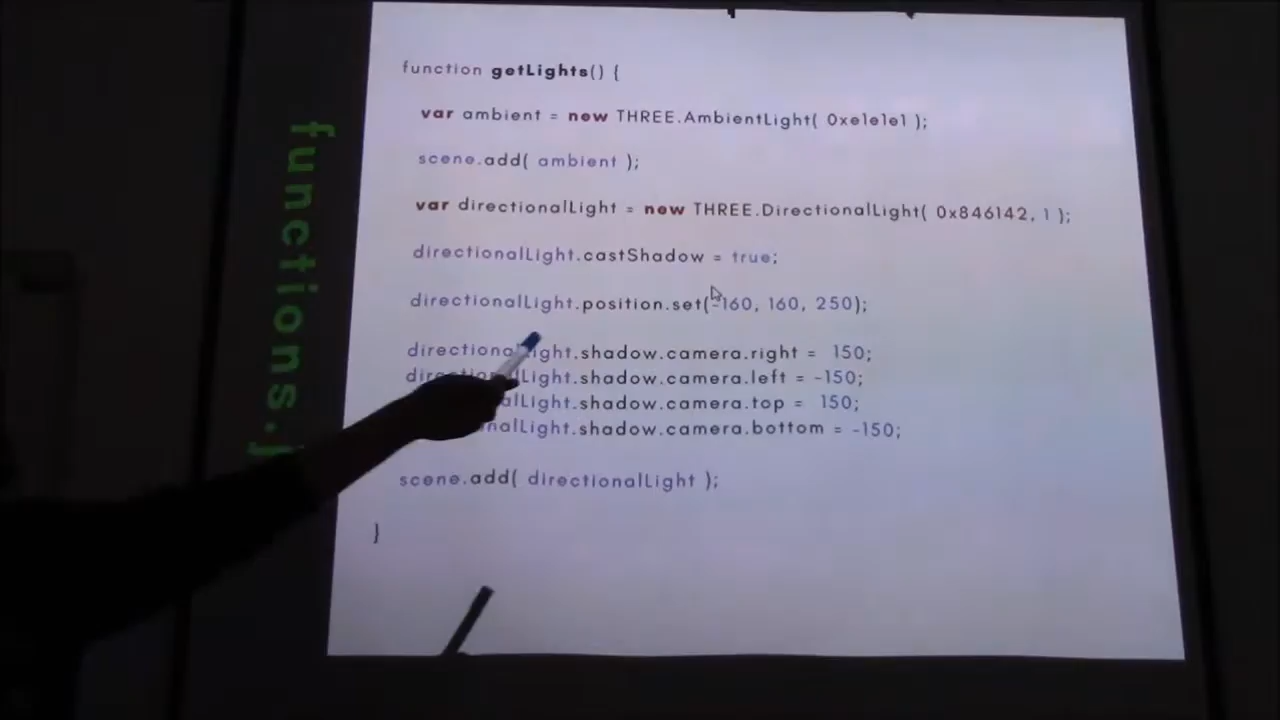 functions.j
function getLights() {
var ambient = new THREE.AmbientLight( 0xe1e1e1 );
scene.add( ambient );
var directionalLight = new THREE.DirectionalLight( 0x846142, 1 );
directionalLight.castShadow = true;
directionalLight.position.set(-160, 160, 250);
directionalLight.shadow.camera.right = 150;
directionalLight.shadow.camera.left = -150;
alLight.shadow.camera.top = 150;
nalLight.shadow.camera.bottom = -150;
scene.add( directionalLight );
}